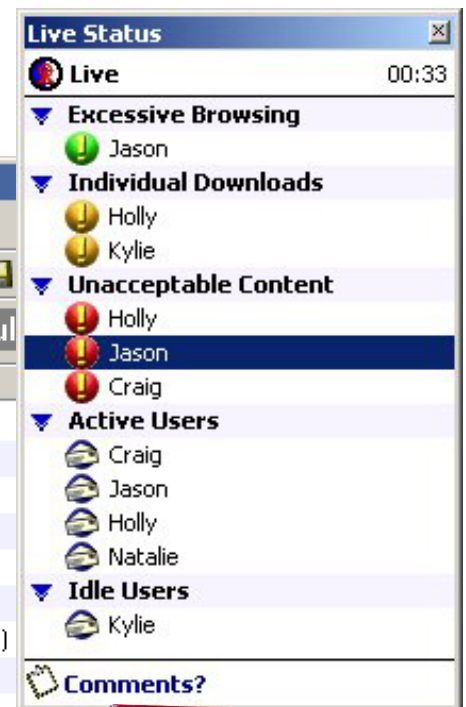 Live Status
Live 00:33
Excessive Browsing
Jason
Individual Downloads
Holly
Kylie
Unacceptable Content
Holly
Jason
Craig
Active Users
Craig
Jason
Holly
Natalie
Idle Users
Kylie
Comments?